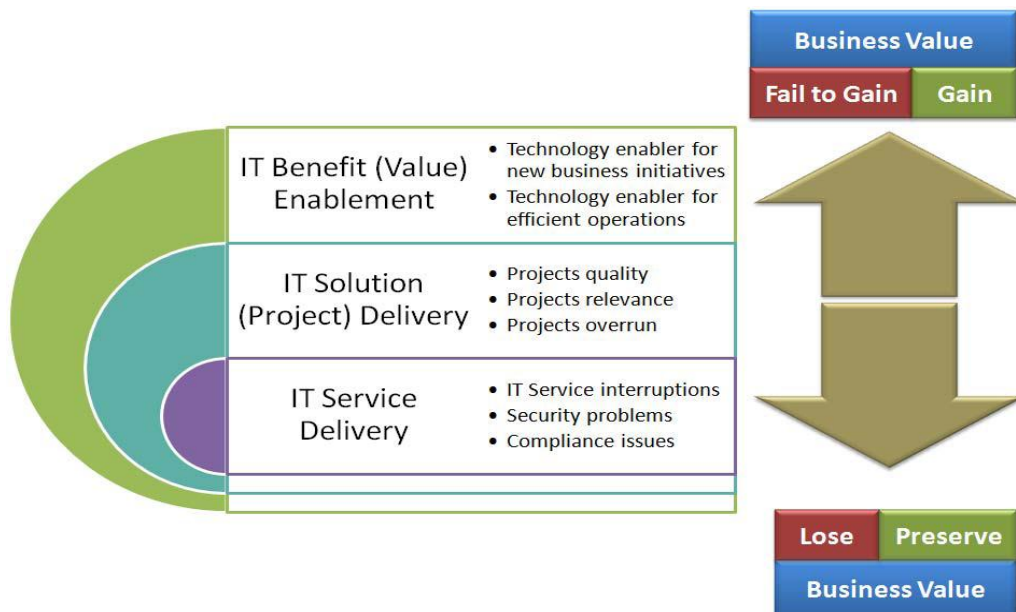 Business Value
Fail to Gain
Gain
IT Benefit (Value)
Enablement
• Technology enabler for
new business initiatives
• Technology enabler for
efficient operations
IT Solution
(Project) Delivery
• Projects quality
• Projects relevance
• Projects overrun
IT Service
Delivery
• IT Service interruptions
• Security problems
• Compliance issues
Lose
Preserve
Business Value